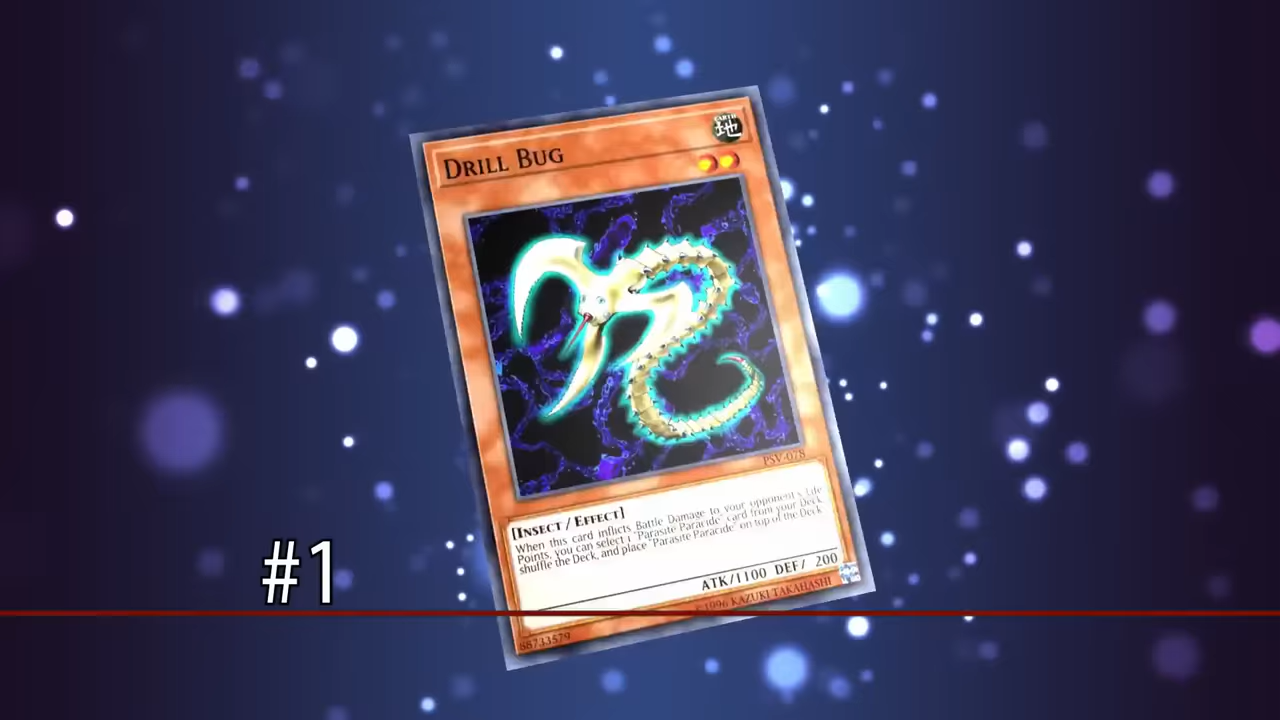 DRILL BUG
EARTH
地
PSV-078
[INSECT / EFFECT]
When this card inflicts Battle Damage to your opponent's Life
Points, you can select 1 "Parasite Paracide" card from your Deck,
shuffle the Deck, and place "Parasite Paracide" on top of the Deck.
ATK/1100 DEF/ 200
88733579
©1996 KAZUKI TAKAHASHI
#1